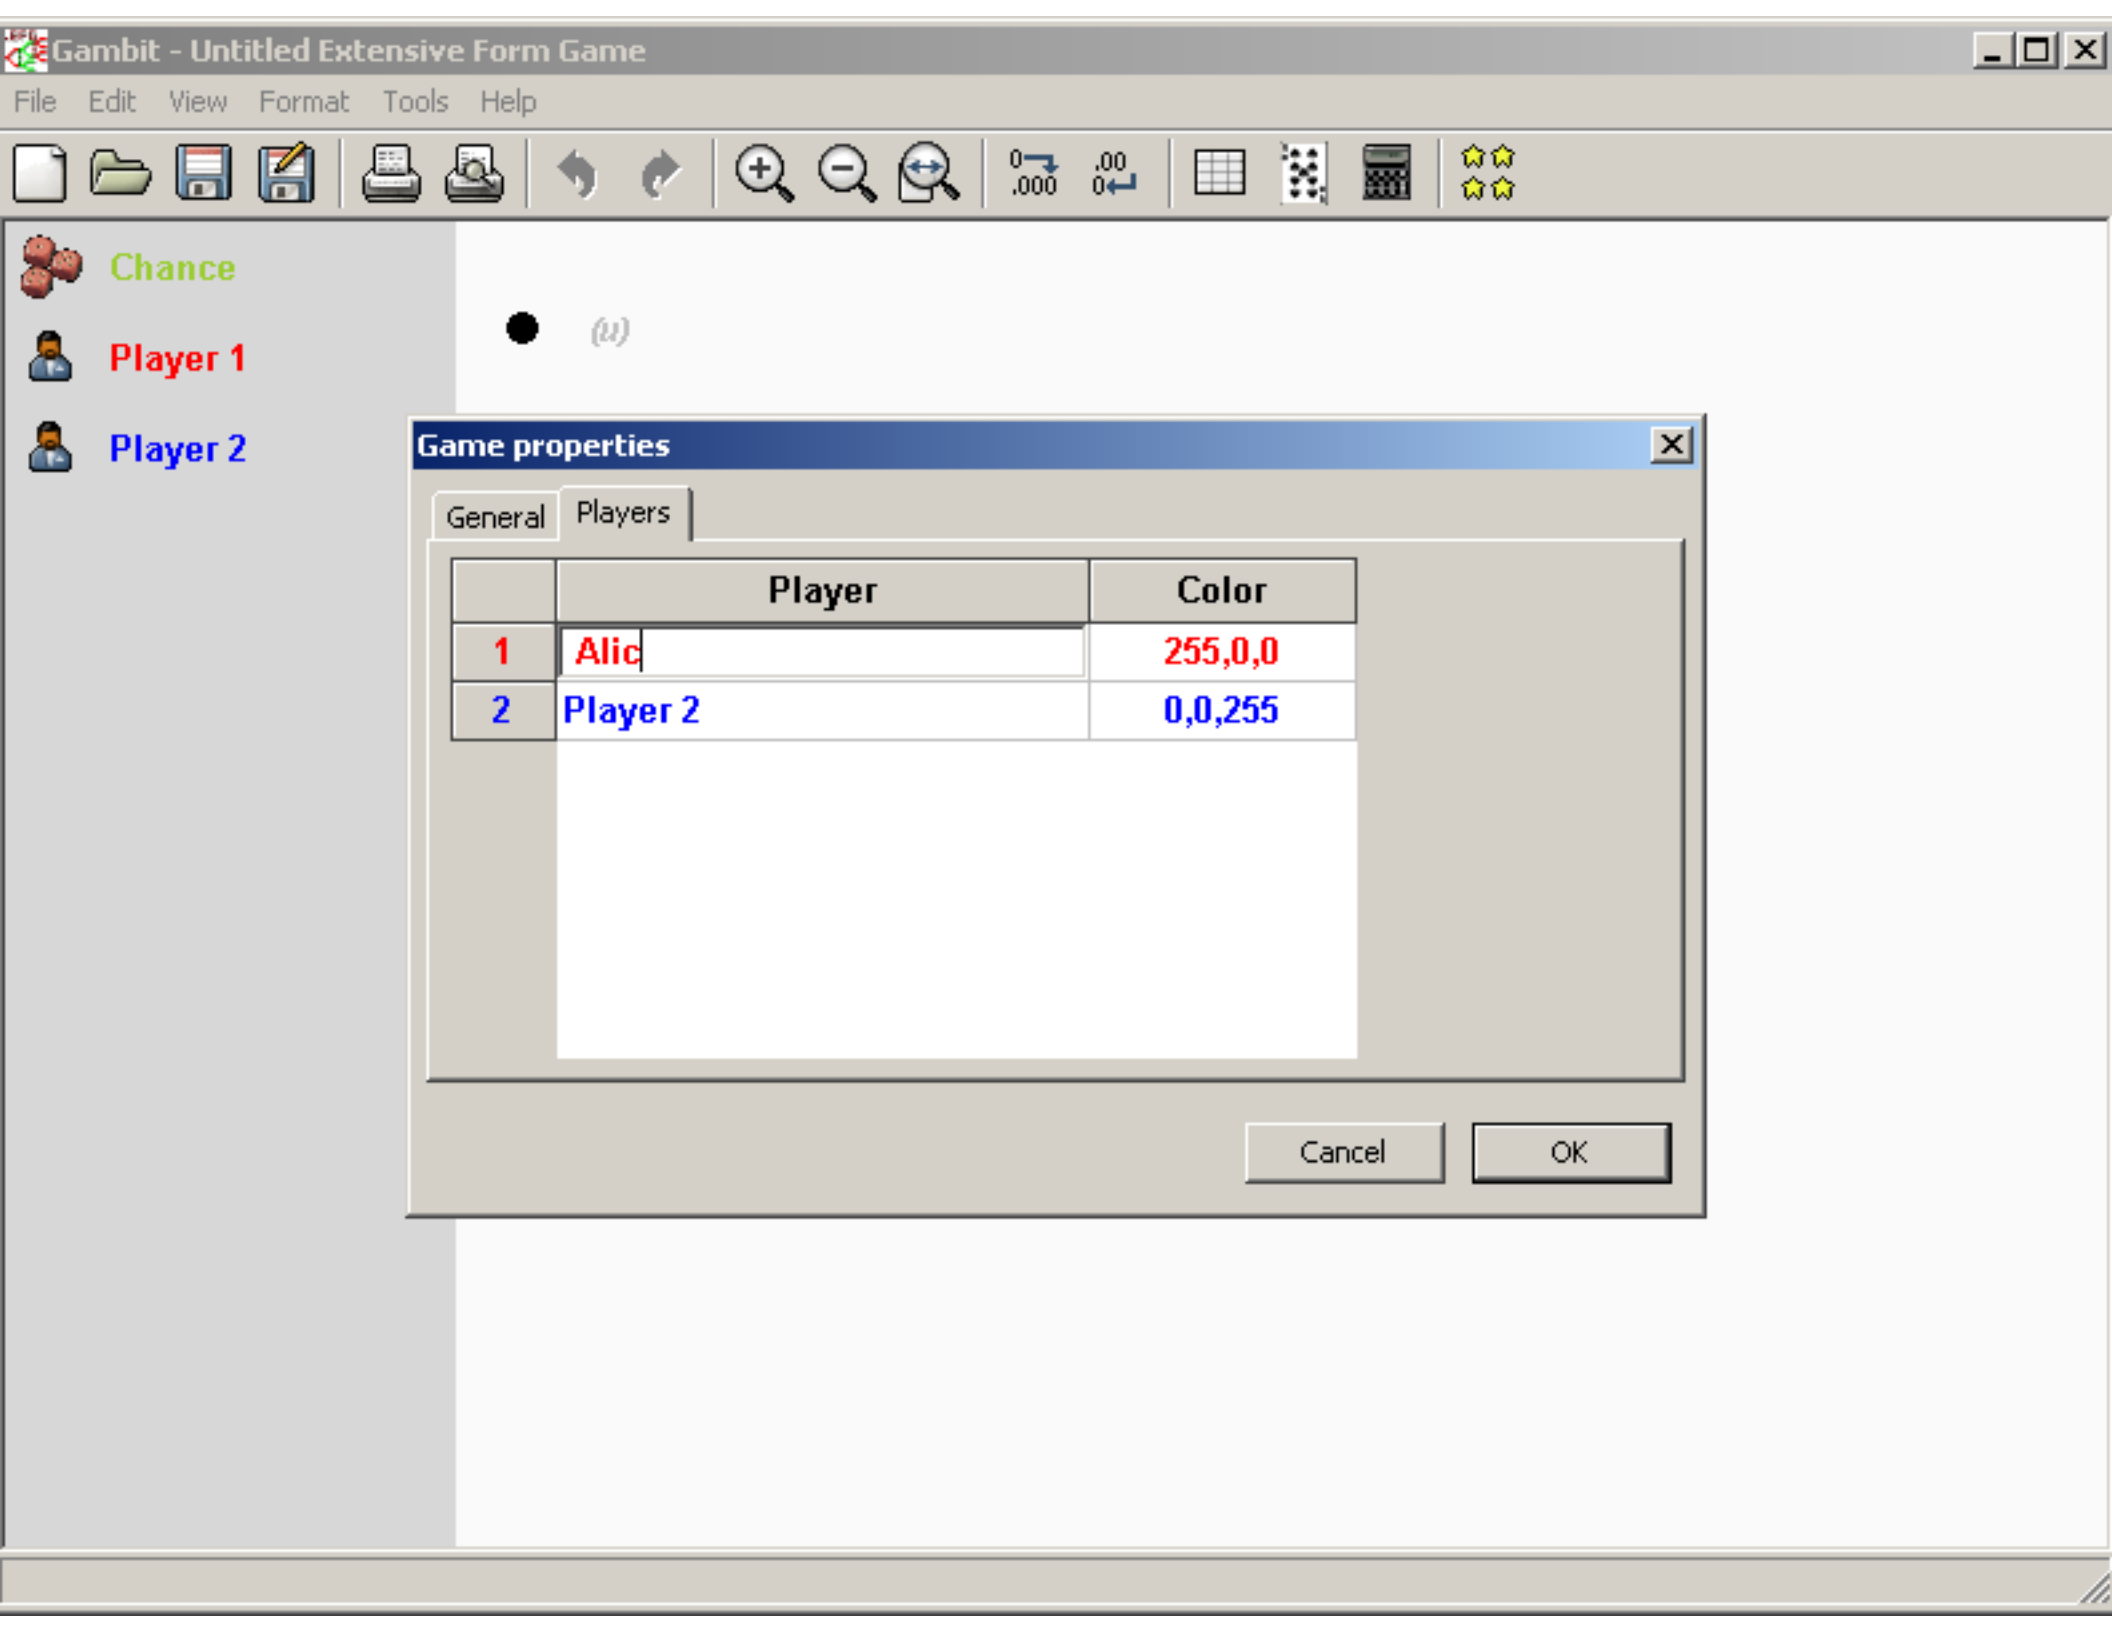 Gambit - Untitled Extensive Form Game
File Edit View Format Tools Help
0 .000 .00 0
Chance
(u)
Player 1
Player 2
Game properties
General Players
Player Color
1 Alic 255,0,0
2 Player 2 0,0,255
Cancel OK